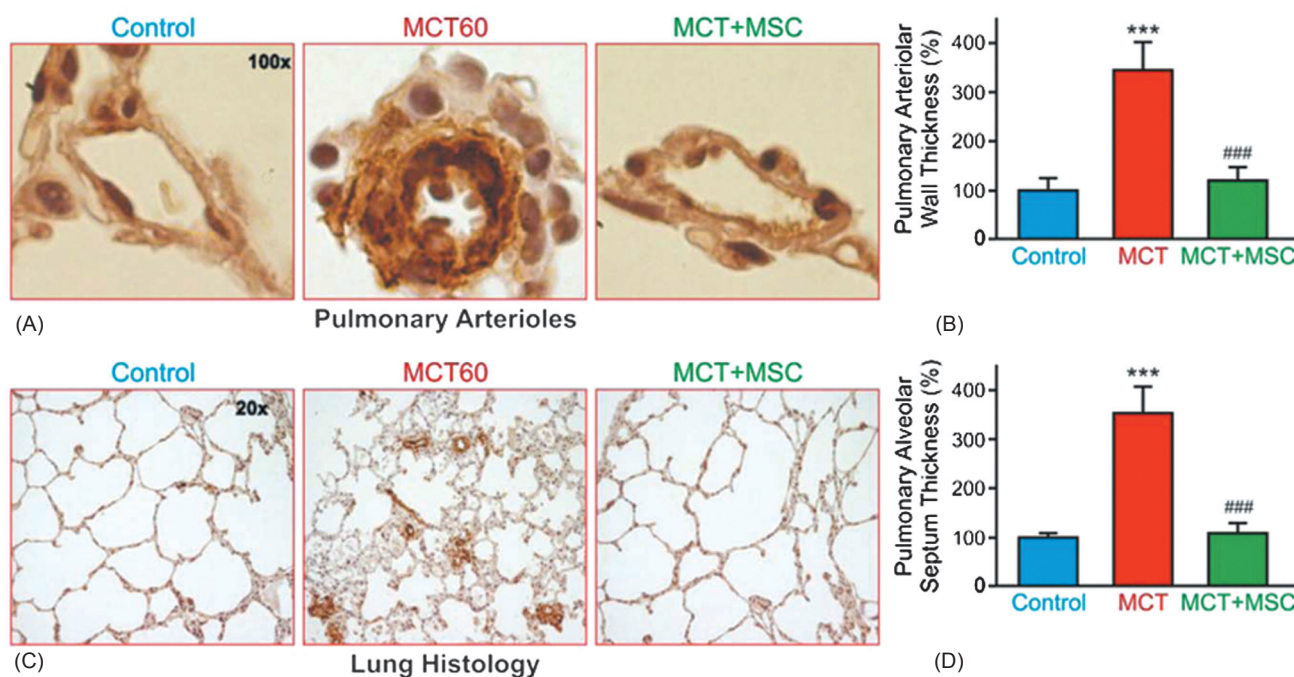 Control MCT60 MCT+MSC
100x
Pulmonary Arterioles
(A)
Pulmonary Arteriolar
Wall Thickness (%)
400
300
200
100
0
***
###
Control MCT MCT+MSC
(B)
Control MCT60 MCT+MSC
20x
Lung Histology
(C)
Pulmonary Alveolar
Septum Thickness (%)
400
300
200
100
0
***
###
Control MCT MCT+MSC
(D)